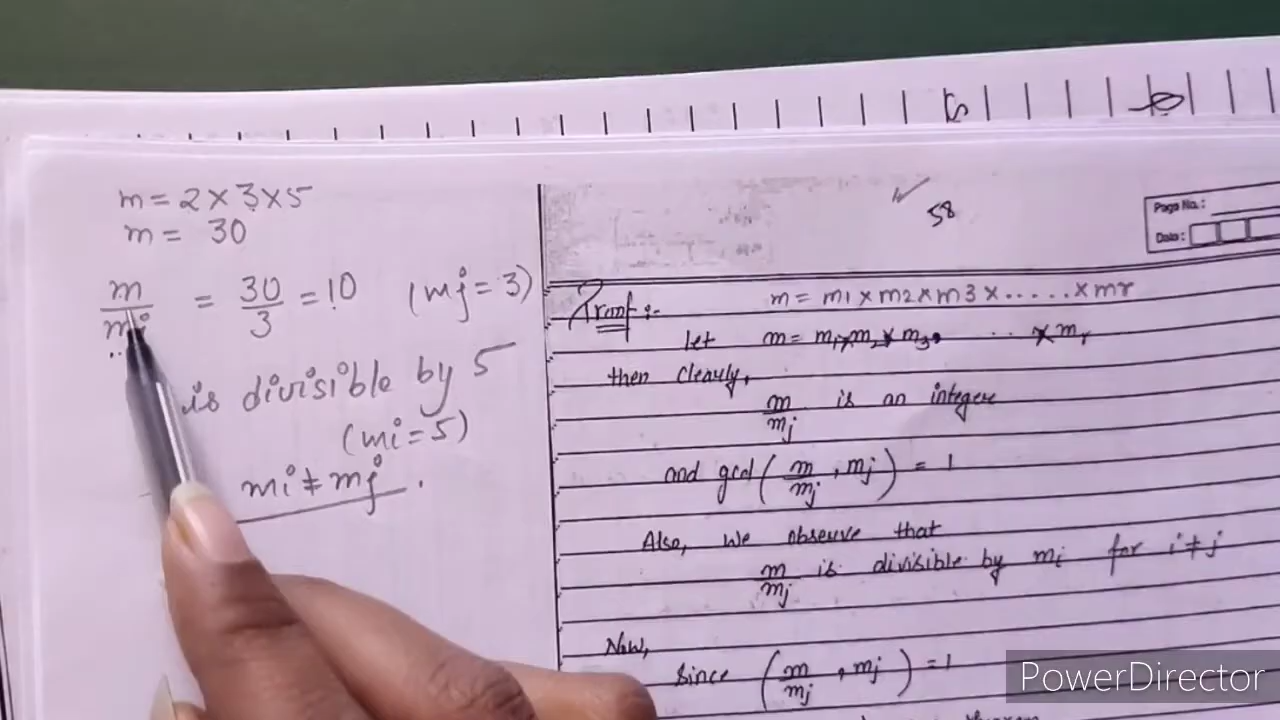 m = 2 × 3 × 5
m = 30
m/mj = 30/3 = 10 (mj = 3)
is divisible by 5
(mi = 5)
mi ≠ mj .
58
Page No.:
Date:
Proof :- m = m1 × m2 × m3 × ..... × mr
let m = m₁ × m₂ × m₃ . ... × mᵣ
then clearly,
m/mj is an integer
and gcd ( m/mj , mj ) = 1
Also, we observe that
m/mj is divisible by mi for i ≠ j
Now,
since ( m/mj , mj ) = 1
theorem
PowerDirector